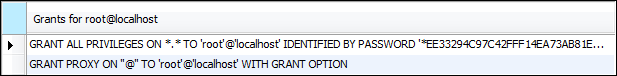 Grants for root@localhost
GRANT ALL PRIVILEGES ON *.* TO 'root'@'localhost' IDENTIFIED BY PASSWORD '*EE33294C97C42FFF14EA73AB81E...
GRANT PROXY ON ''@'' TO 'root'@'localhost' WITH GRANT OPTION